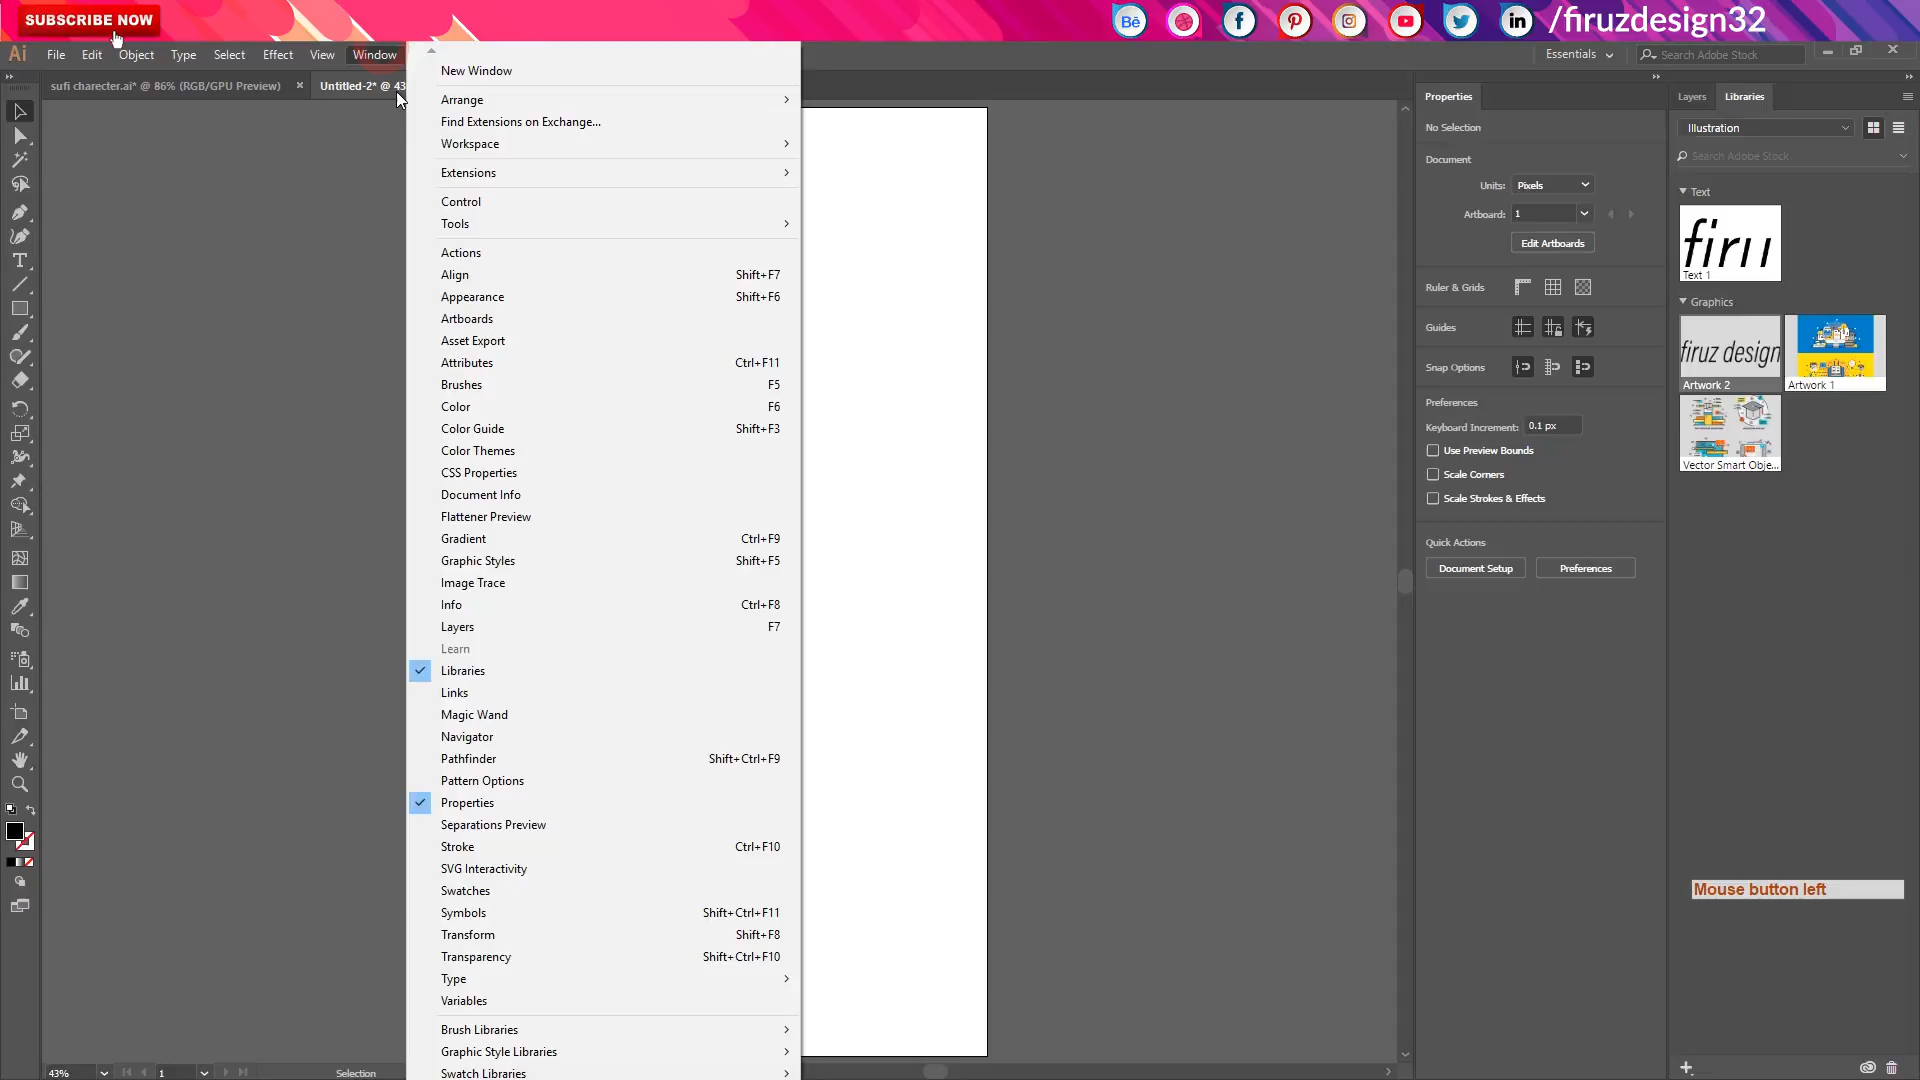 SUBSCRIBE NOW
/firuzdesign32
Ai File Edit Object Type Select Effect View Window
Essentials
Search Adobe Stock
sufi charecter.ai* @ 86% (RGB/GPU Preview)
Untitled-2* @ 43
New Window
Arrange
Find Extensions on Exchange...
Workspace
Extensions
Control
Tools
Actions
Align Shift+F7
Appearance Shift+F6
Artboards
Asset Export
Attributes Ctrl+F11
Brushes F5
Color F6
Color Guide Shift+F3
Color Themes
CSS Properties
Document Info
Flattener Preview
Gradient Ctrl+F9
Graphic Styles Shift+F5
Image Trace
Info Ctrl+F8
Layers F7
Learn
Libraries
Links
Magic Wand
Navigator
Pathfinder Shift+Ctrl+F9
Pattern Options
Properties
Separations Preview
Stroke Ctrl+F10
SVG Interactivity
Swatches
Symbols Shift+Ctrl+F11
Transform Shift+F8
Transparency Shift+Ctrl+F10
Type
Variables
Brush Libraries
Graphic Style Libraries
Swatch Libraries
Properties
No Selection
Document
Units: Pixels
Artboard: 1
Edit Artboards
Ruler & Grids
Guides
Snap Options
Preferences
Keyboard Increment: 0.1 px
Use Preview Bounds
Scale Corners
Scale Strokes & Effects
Quick Actions
Document Setup Preferences
Layers Libraries
Illustration
Search Adobe Stock
Text
Text 1
Graphics
firuz design
Artwork 2
Artwork 1
Vector Smart Obje...
Mouse button left
43% 1 Selection